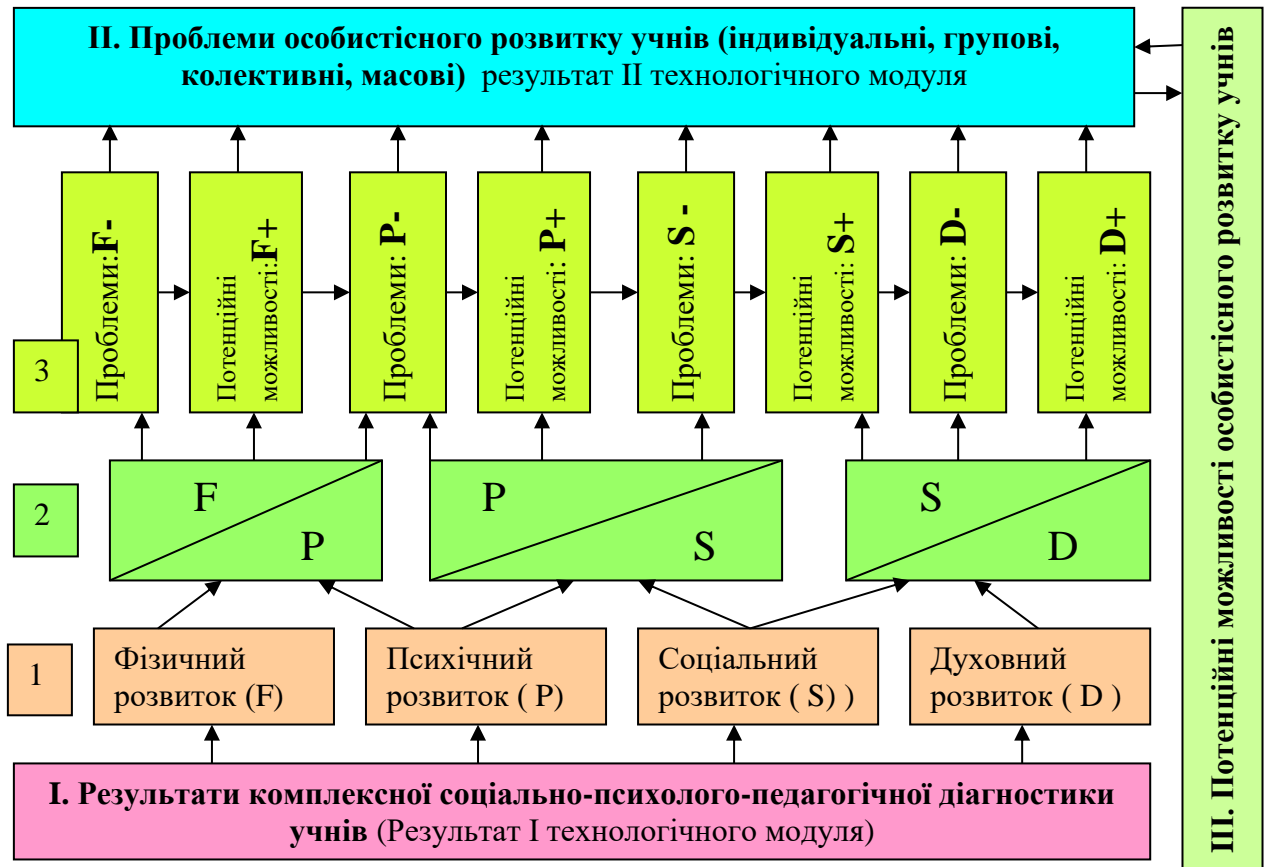 II. Проблеми особистісного розвитку учнів (індивідуальні, групові,
колективні, масові) результат II технологічного модуля
III. Потенційні можливості особистісного розвитку учнів
Проблеми:F-
Потенційні
можливості:F+
Проблеми: P-
Потенційні
можливості: P+
Проблеми: S -
Потенційні
можливості: S+
Проблеми: D-
Потенційні
можливості: D+
3
2
F
P
P
S
S
D
1
Фізичний
розвиток (F)
Психічний
розвиток ( P)
Соціальний
розвиток ( S) )
Духовний
розвиток ( D )
I. Результати комплексної соціально-психолого-педагогічної діагностики
учнів (Результат I технологічного модуля)